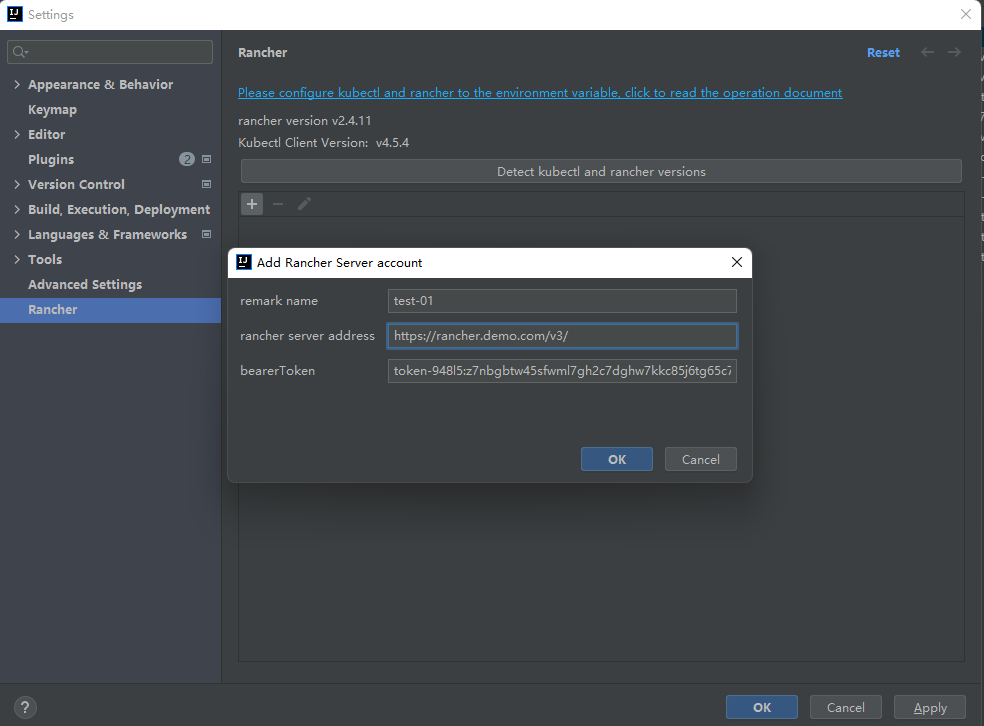 Settings
Appearance & Behavior
Keymap
Editor
Plugins 2
Version Control
Build, Execution, Deployment
Languages & Frameworks
Tools
Advanced Settings
Rancher
Rancher Reset
Please configure kubectl and rancher to the environment variable, click to read the operation document
rancher version v2.4.11
Kubectl Client Version: v4.5.4
Detect kubectl and rancher versions
Add Rancher Server account
remark name test-01
rancher server address https://rancher.demo.com/v3/
bearerToken token-948l5:z7nbgbtw45sfwml7gh2c7dghw7kkc85j6tg65c7
OK Cancel
? OK Cancel Apply